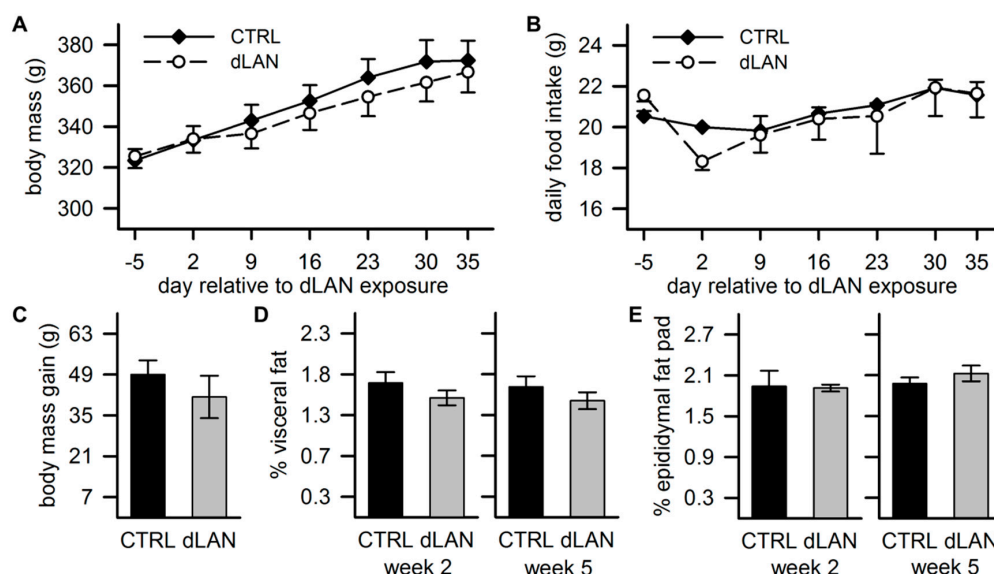 A
CTRL
dLAN
body mass (g)
380
360
340
320
300
-5 2 9 16 23 30 35
day relative to dLAN exposure
B
CTRL
dLAN
daily food intake (g)
24
22
20
18
16
-5 2 9 16 23 30 35
day relative to dLAN exposure
C
body mass gain (g)
63
49
35
21
7
CTRL dLAN
D
% visceral fat
2.3
1.8
1.3
0.7
0.3
CTRL dLAN CTRL dLAN
week 2 week 5
E
% epididymal fat pad
2.7
2.1
1.5
0.9
0.3
CTRL dLAN CTRL dLAN
week 2 week 5